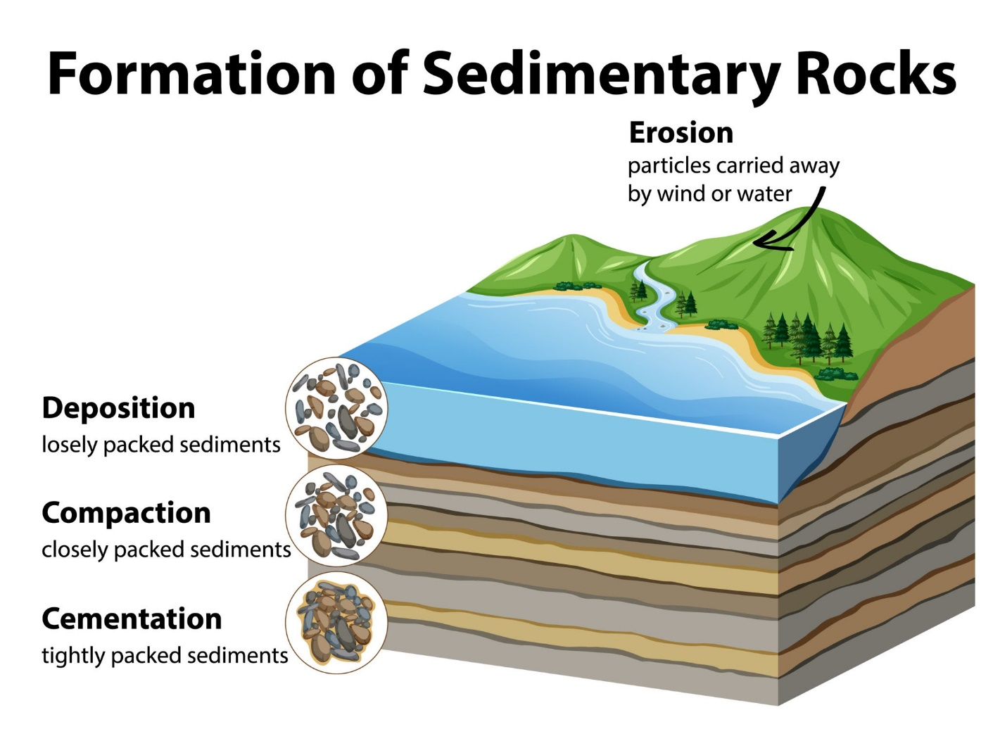 Formation of Sedimentary Rocks
Erosion
particles carried away
by wind or water
Deposition
losely packed sediments
Compaction
closely packed sediments
Cementation
tightly packed sediments